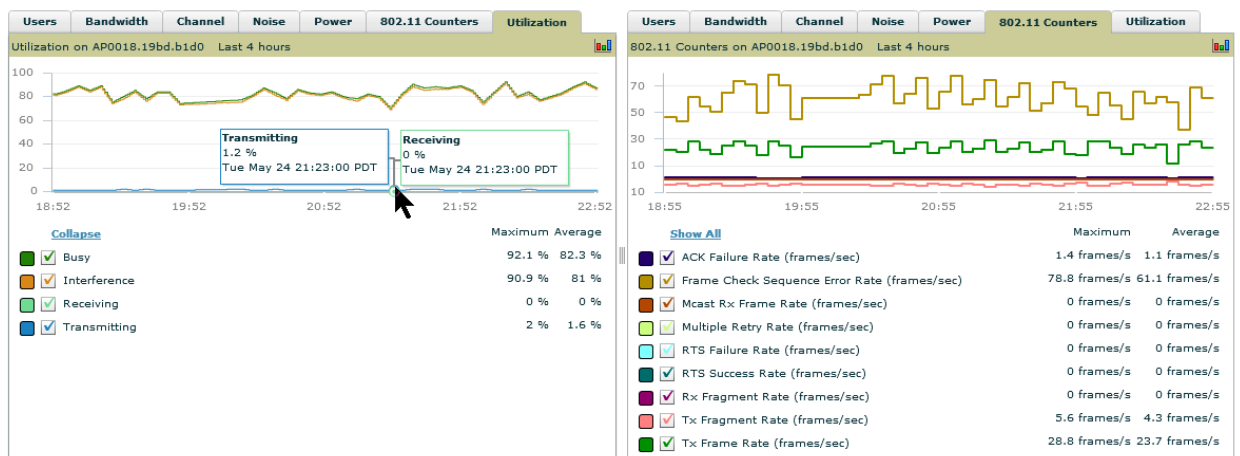 Users Bandwidth Channel Noise Power 802.11 Counters Utilization
Utilization on AP0018.19bd.b1d0 Last 4 hours
100
80
60
40
20
0
Transmitting
1.2 %
Tue May 24 21:23:00 PDT
Receiving
0 %
Tue May 24 21:23:00 PDT
18:52 19:52 20:52 21:52 22:52
Collapse Maximum Average
Busy 92.1 % 82.3 %
Interference 90.9 % 81 %
Receiving 0 % 0 %
Transmitting 2 % 1.6 %
Users Bandwidth Channel Noise Power 802.11 Counters Utilization
802.11 Counters on AP0018.19bd.b1d0 Last 4 hours
70
50
30
10
10
18:55 19:55 20:55 21:55 22:55
Show All Maximum Average
ACK Failure Rate (frames/sec) 1.4 frames/s 1.1 frames/s
Frame Check Sequence Error Rate (frames/sec) 78.8 frames/s 61.1 frames/s
Mcast Rx Frame Rate (frames/sec) 0 frames/s 0 frames/s
Multiple Retry Rate (frames/sec) 0 frames/s 0 frames/s
RTS Failure Rate (frames/sec) 0 frames/s 0 frames/s
RTS Success Rate (frames/sec) 0 frames/s 0 frames/s
Rx Fragment Rate (frames/sec) 0 frames/s 0 frames/s
Tx Fragment Rate (frames/sec) 5.6 frames/s 4.3 frames/s
Tx Frame Rate (frames/sec) 28.8 frames/s 23.7 frames/s